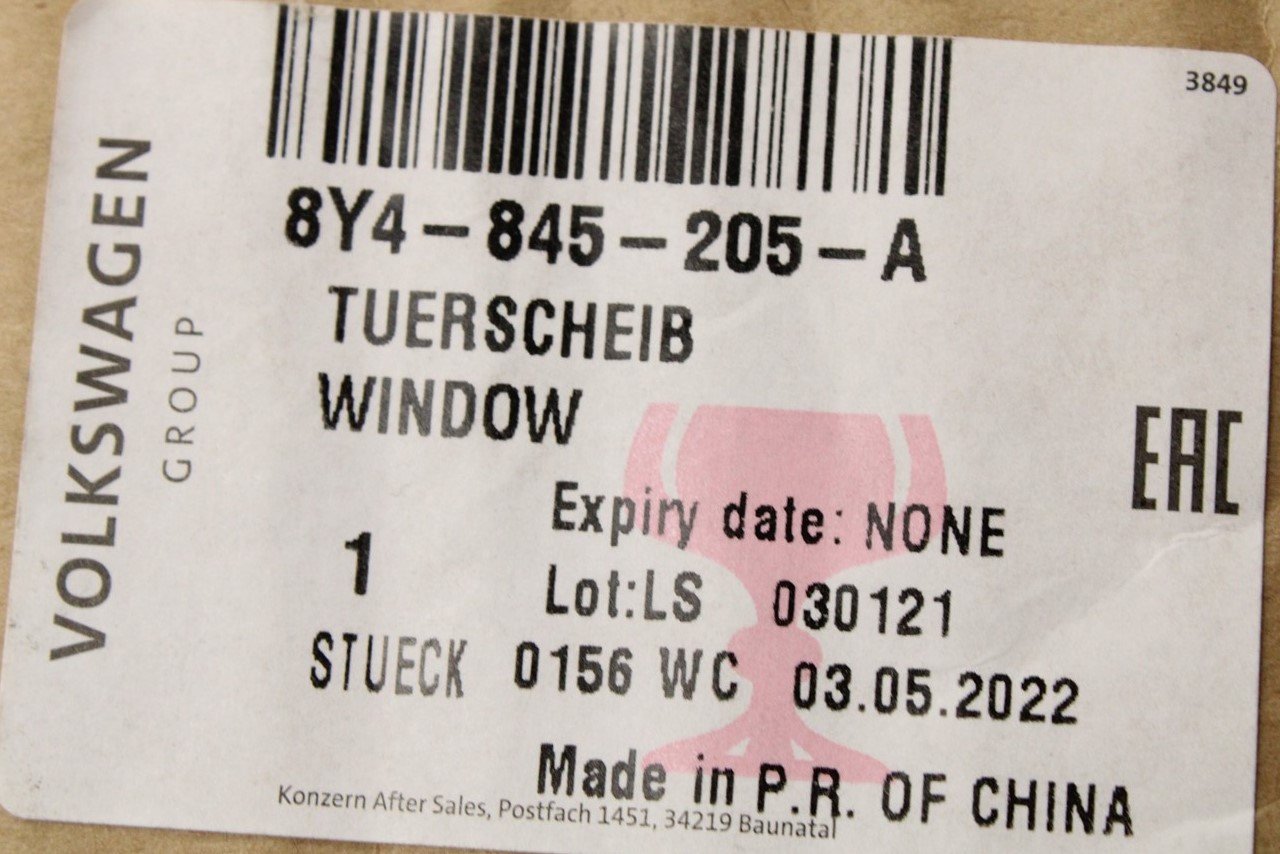 3849
VOLKSWAGEN
GROUP
8Y4-845-205-A
TUERSCHEIB
WINDOW
EAC
Expiry date: NONE
1 Lot:LS 030121
STUECK 0156 WC 03.05.2022
Made in P.R. OF CHINA
Konzern After Sales, Postfach 1451, 34219 Baunatal